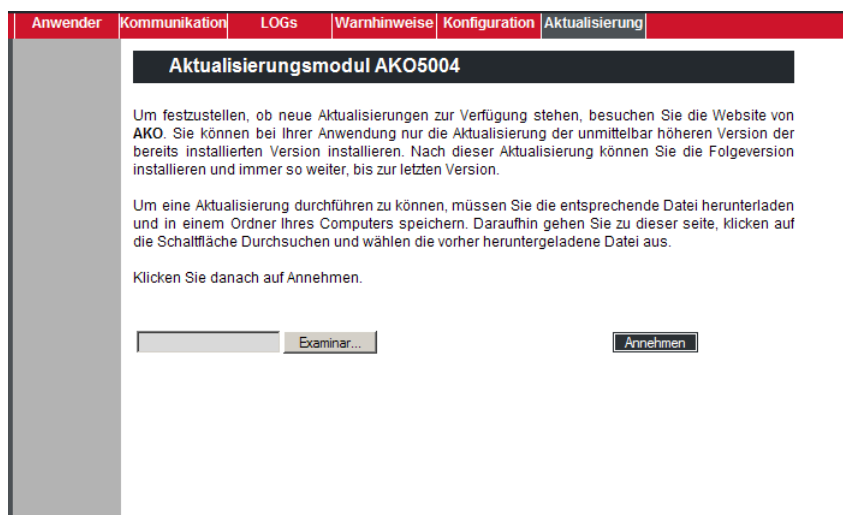 Anwender Kommunikation LOGs Warnhinweise Konfiguration Aktualisierung
Aktualisierungsmodul AKO5004
Um festzustellen, ob neue Aktualisierungen zur Verfügung stehen, besuchen Sie die Website von
AKO. Sie können bei Ihrer Anwendung nur die Aktualisierung der unmittelbar höheren Version der
bereits installierten Version installieren. Nach dieser Aktualisierung können Sie die Folgeversion
installieren und immer so weiter, bis zur letzten Version.
Um eine Aktualisierung durchführen zu können, müssen Sie die entsprechende Datei herunterladen
und in einem Ordner Ihres Computers speichern. Daraufhin gehen Sie zu dieser seite, klicken auf
die Schaltfläche Durchsuchen und wählen die vorher heruntergeladene Datei aus.
Klicken Sie danach auf Annehmen.
Examinar... Annehmen